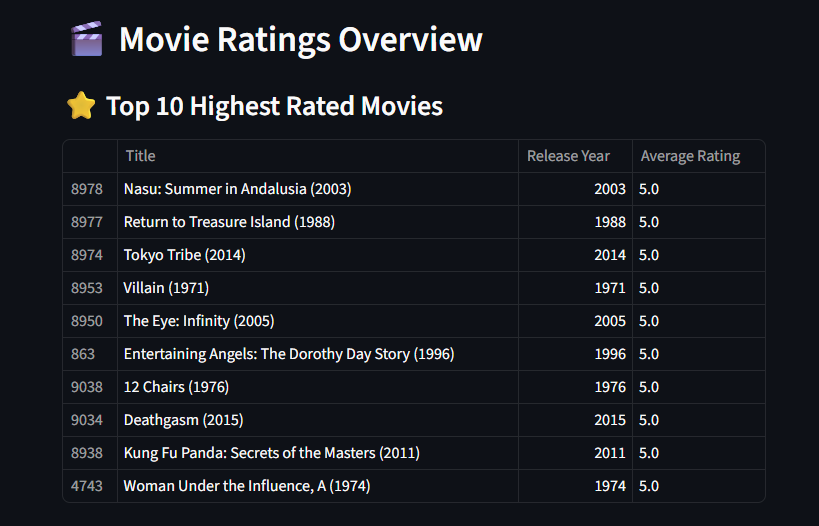 Movie Ratings Overview
Top 10 Highest Rated Movies
Title Release Year Average Rating
8978 Nasu: Summer in Andalusia (2003) 2003 5.0
8977 Return to Treasure Island (1988) 1988 5.0
8974 Tokyo Tribe (2014) 2014 5.0
8953 Villain (1971) 1971 5.0
8950 The Eye: Infinity (2005) 2005 5.0
863 Entertaining Angels: The Dorothy Day Story (1996) 1996 5.0
9038 12 Chairs (1976) 1976 5.0
9034 Deathgasm (2015) 2015 5.0
8938 Kung Fu Panda: Secrets of the Masters (2011) 2011 5.0
4743 Woman Under the Influence, A (1974) 1974 5.0